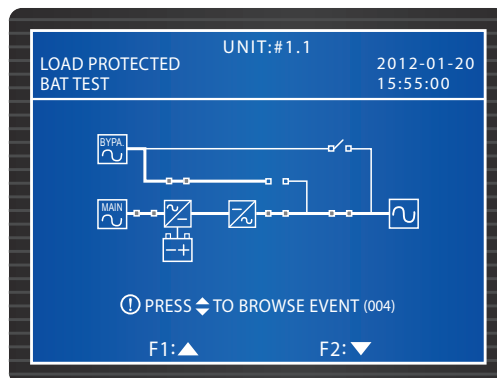 UNIT:#1.1
LOAD PROTECTED
2012-01-20
BAT TEST
15:55:00
BYPA.
MAIN
PRESS TO BROWSE EVENT (004)
F1: F2: